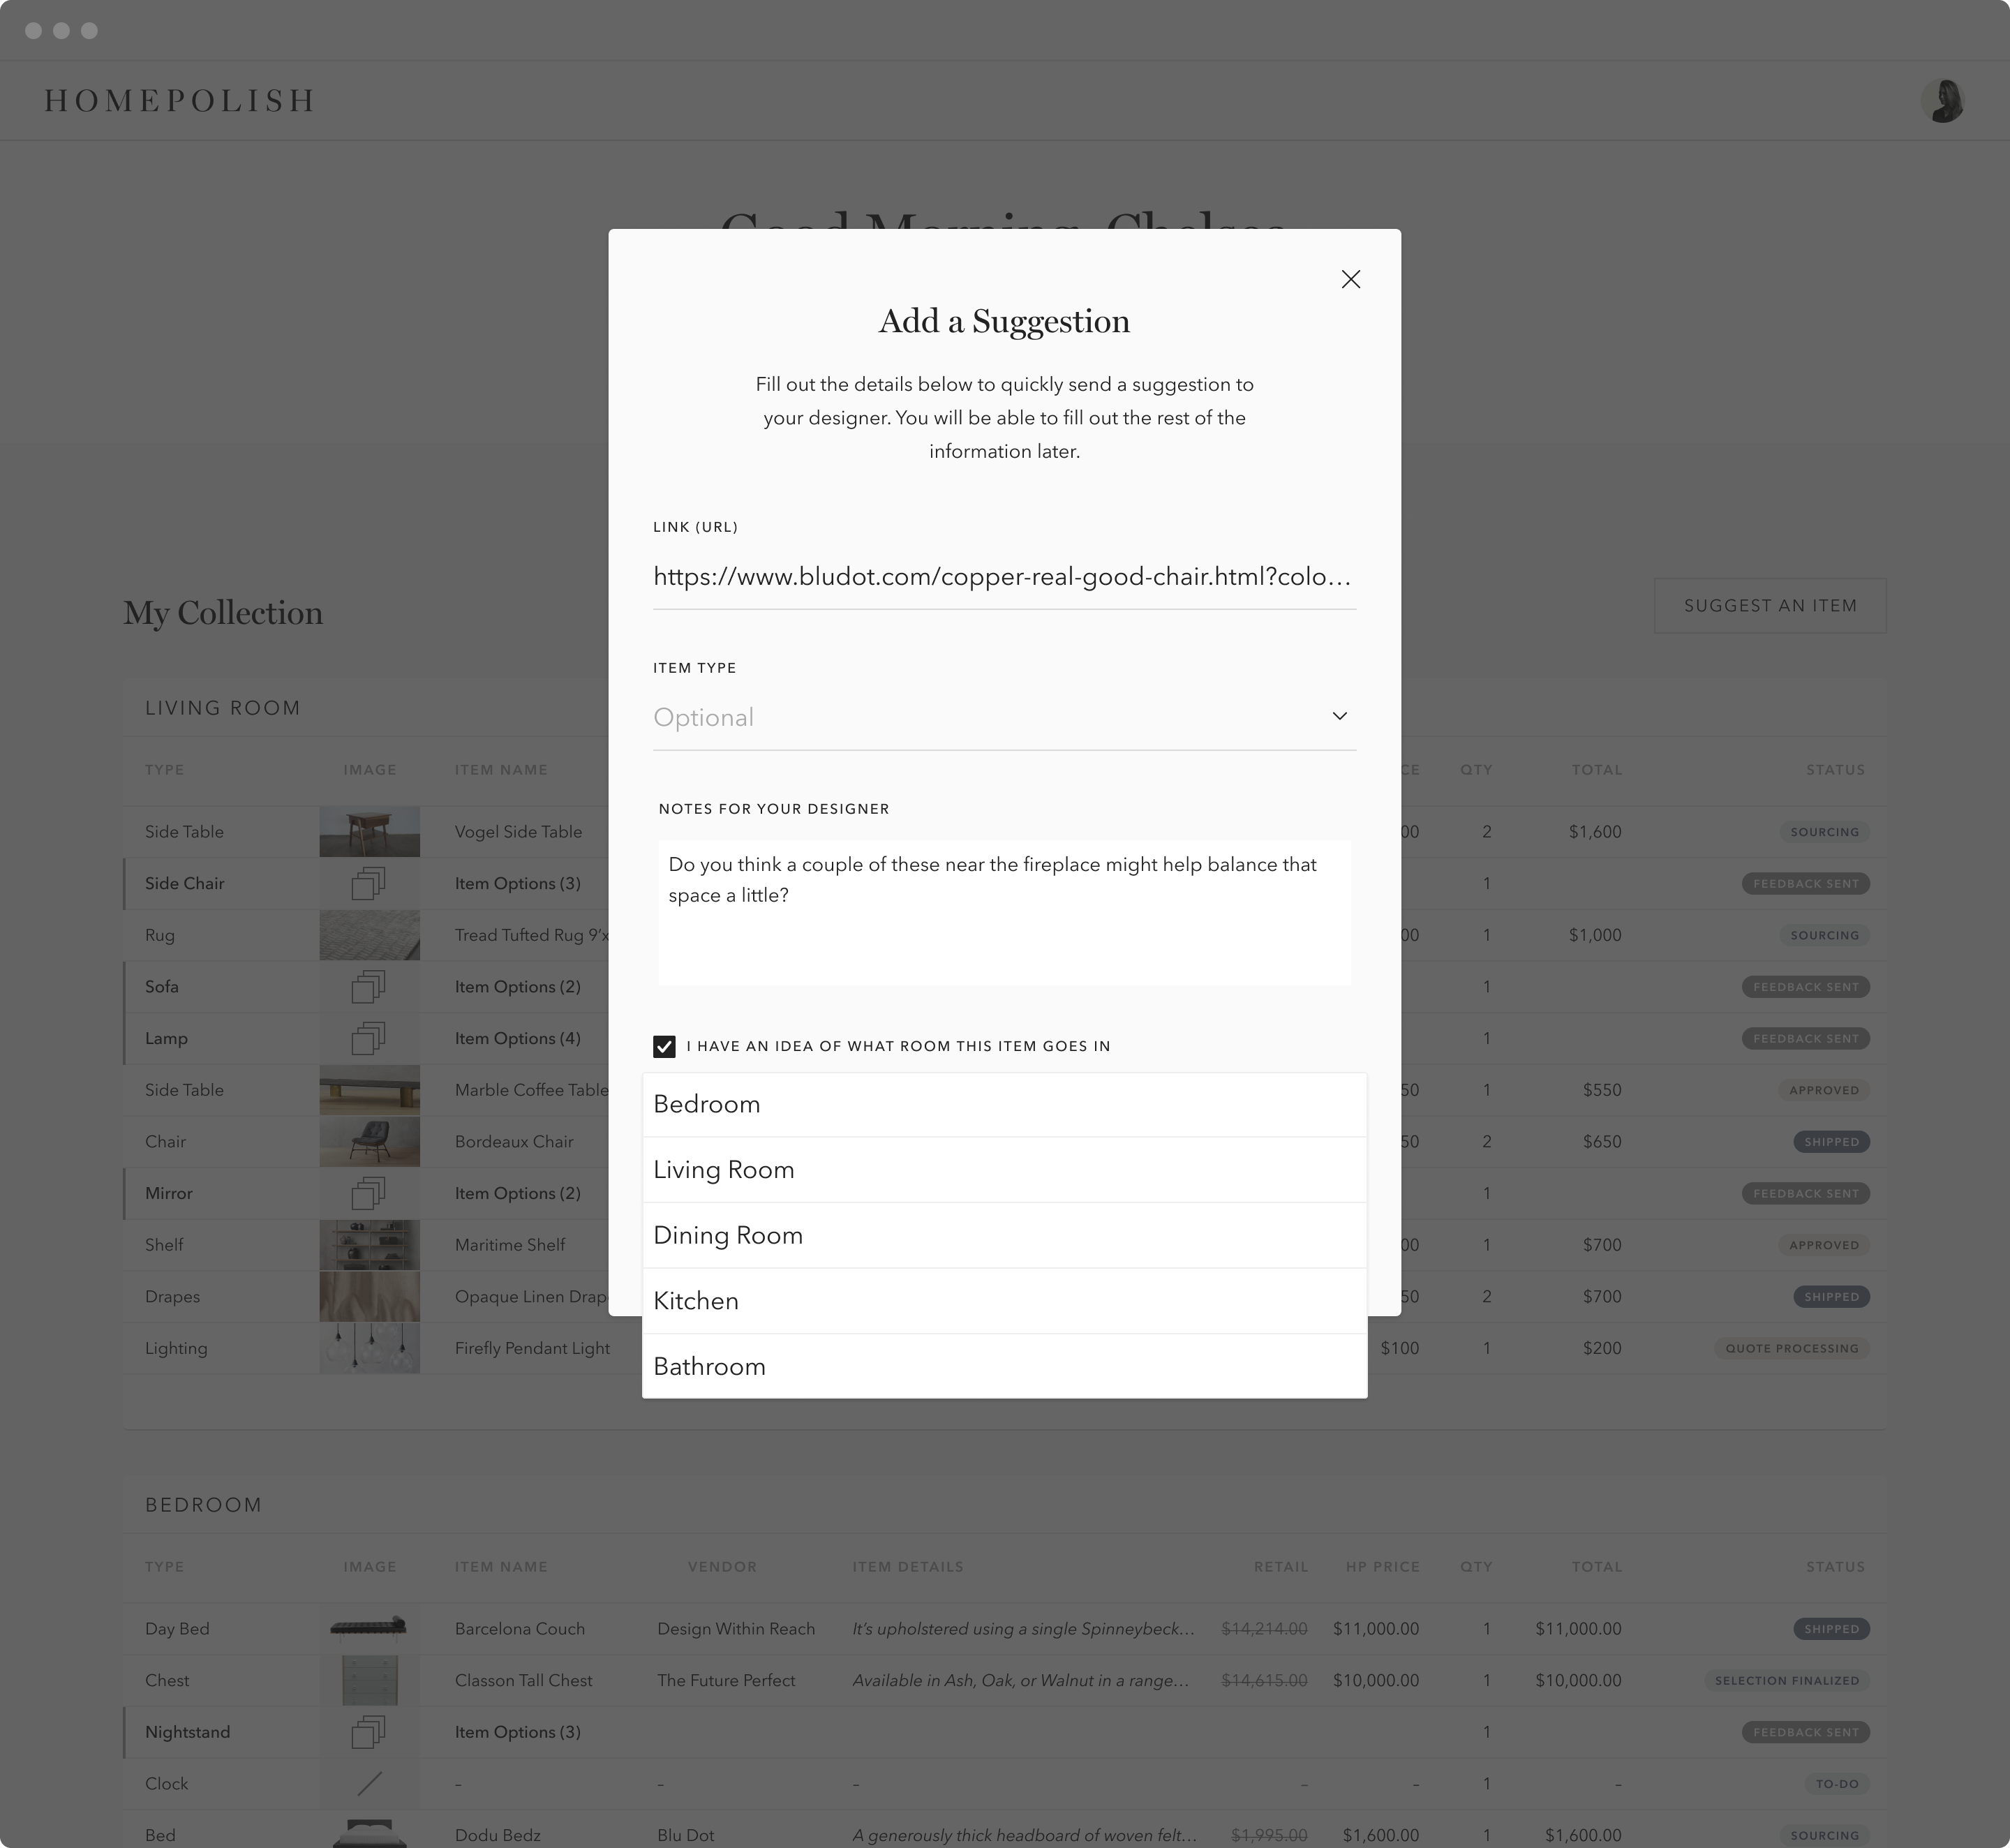 HOMEPOLISH
Good Morning, Chelsea
Add a Suggestion
Fill out the details below to quickly send a suggestion to
your designer. You will be able to fill out the rest of the
information later.
LINK (URL)
https://www.bludot.com/copper-real-good-chair.html?colo...
ITEM TYPE
Optional
NOTES FOR YOUR DESIGNER
Do you think a couple of these near the fireplace might help balance that
space a little?
I HAVE AN IDEA OF WHAT ROOM THIS ITEM GOES IN
Bedroom
Living Room
Dining Room
Kitchen
Bathroom
My Collection
SUGGEST AN ITEM
LIVING ROOM
TYPE IMAGE ITEM NAME CE QTY TOTAL STATUS
Side Table Vogel Side Table 00 2 $1,600 SOURCING
Side Chair Item Options (3) 1 FEEDBACK SENT
Rug Tread Tufted Rug 9'x 00 1 $1,000 SOURCING
Sofa Item Options (2) 1 FEEDBACK SENT
Lamp Item Options (4) 1 FEEDBACK SENT
Side Table Marble Coffee Table 50 1 $550 APPROVED
Chair Bordeaux Chair 50 2 $650 SHIPPED
Mirror Item Options (2) 1 FEEDBACK SENT
Shelf Maritime Shelf 00 1 $700 APPROVED
Drapes Opaque Linen Drap 50 2 $700 SHIPPED
Lighting Firefly Pendant Light $100 1 $200 QUOTE PROCESSING
BEDROOM
TYPE IMAGE ITEM NAME VENDOR ITEM DETAILS RETAIL HP PRICE QTY TOTAL STATUS
Day Bed Barcelona Couch Design Within Reach It's upholstered using a single Spinneybeck... $14,214.00 $11,000.00 1 $11,000.00 SHIPPED
Chest Classon Tall Chest The Future Perfect Available in Ash, Oak, or Walnut in a range... $14,615.00 $10,000.00 1 $10,000.00 SELECTION FINALIZED
Nightstand Item Options (3) 1 FEEDBACK SENT
Clock – – – – – 1 – TO-DO
Bed Dodu Bedz Blu Dot A generously thick headboard of woven felt... $1,995.00 $1,600.00 1 $1,600.00 SOURCING